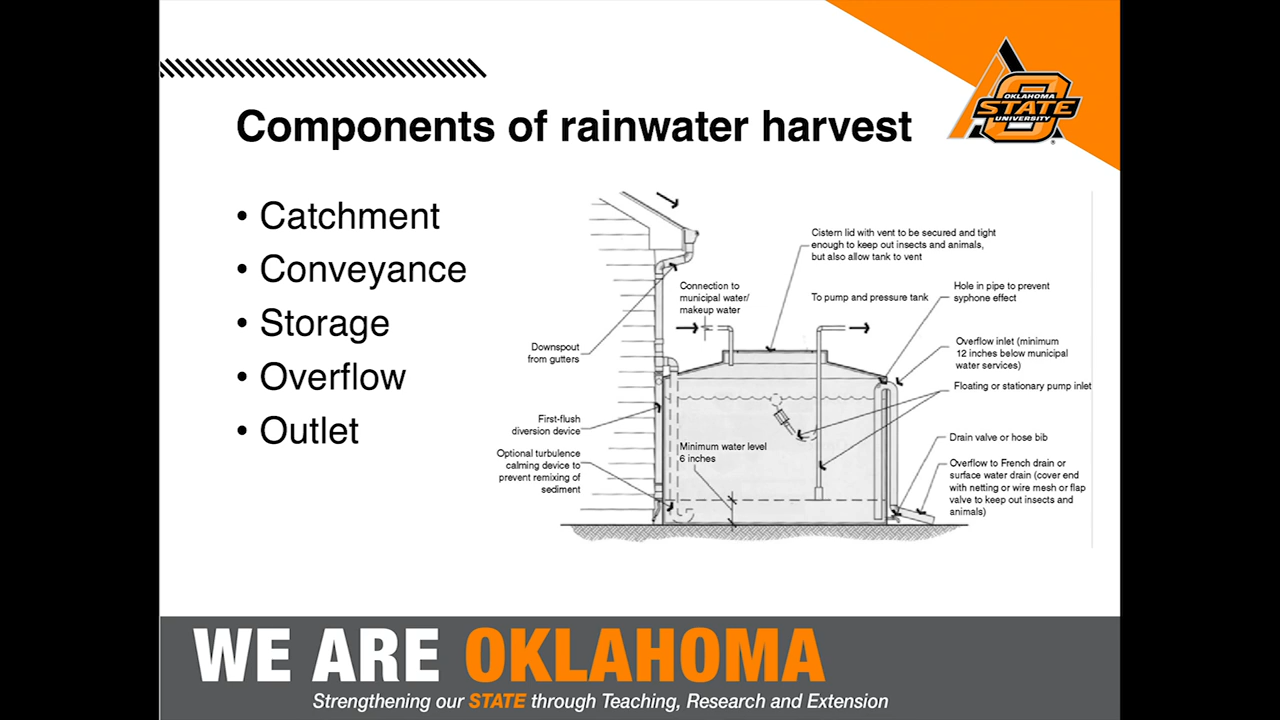 OKLAHOMA
STATE
UNIVERSITY
Components of rainwater harvest
• Catchment
• Conveyance
• Storage
• Overflow
• Outlet
Cistern lid with vent to be secured and tight
enough to keep out insects and animals,
but also allow tank to vent
Connection to
municipal water/
makeup water
To pump and pressure tank
Hole in pipe to prevent
syphone effect
Downspout
from gutters
Overflow inlet (minimum
12 inches below municipal
water services)
Floating or stationary pump inlet
First-flush
diversion device
Optional turbulence
calming device to
prevent remixing of
sediment
Minimum water level
6 inches
Drain valve or hose bib
Overflow to French drain or
surface water drain (cover end
with netting or wire mesh or flap
valve to keep out insects and
animals)
WE ARE OKLAHOMA
Strengthening our STATE through Teaching, Research and Extension